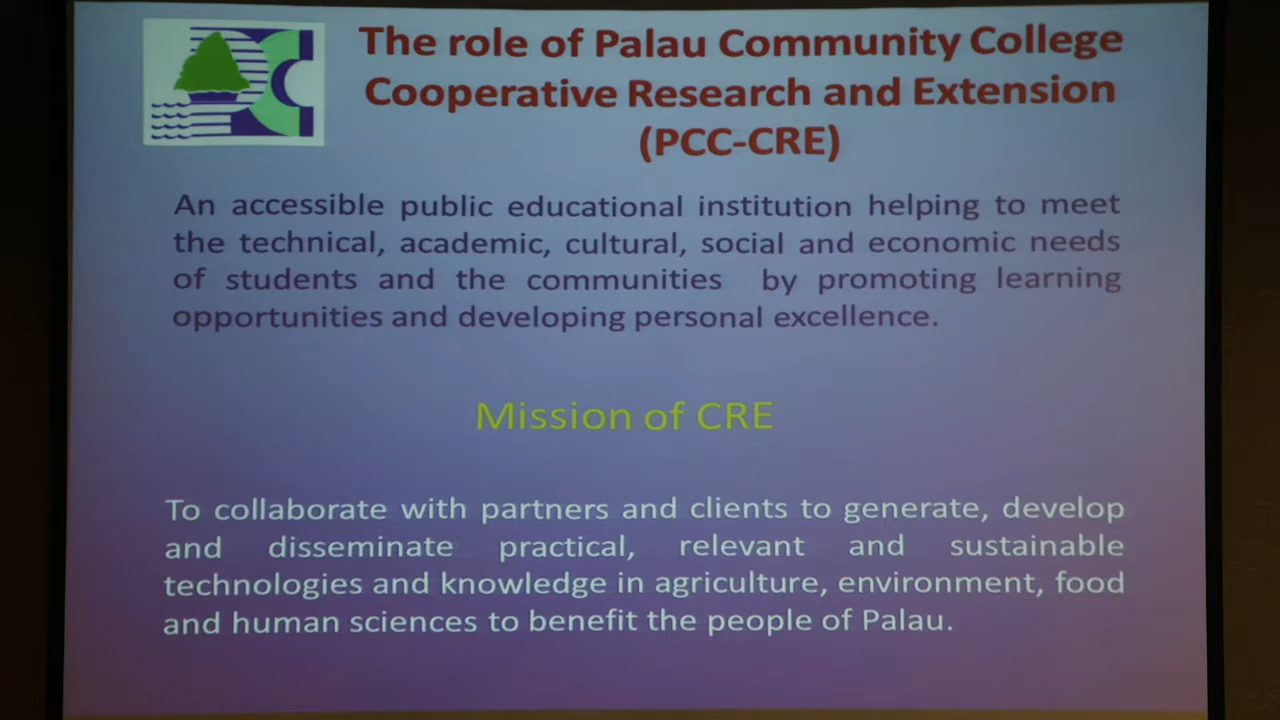 The role of Palau Community College
Cooperative Research and Extension
(PCC-CRE)
An accessible public educational institution helping to meet
the technical, academic, cultural, social and economic needs
of students and the communities by promoting learning
opportunities and developing personal excellence.
Mission of CRE
To collaborate with partners and clients to generate, develop
and disseminate practical, relevant and sustainable
technologies and knowledge in agriculture, environment, food
and human sciences to benefit the people of Palau.